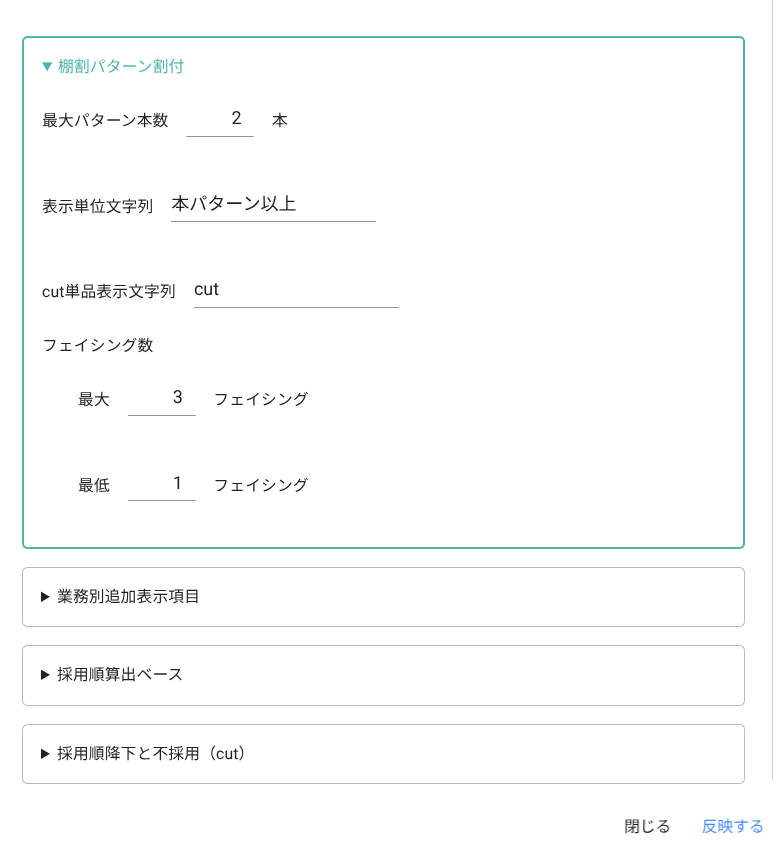 ▼ 棚割パターン割付
最大パターン本数 2 本
表示単位文字列 本パターン以上
cut単品表示文字列 cut
フェイシング数
最大 3 フェイシング
最低 1 フェイシング
▶ 業務別追加表示項目
▶ 採用順算出ベース
▶ 採用順降下と不採用（cut）
閉じる 反映する